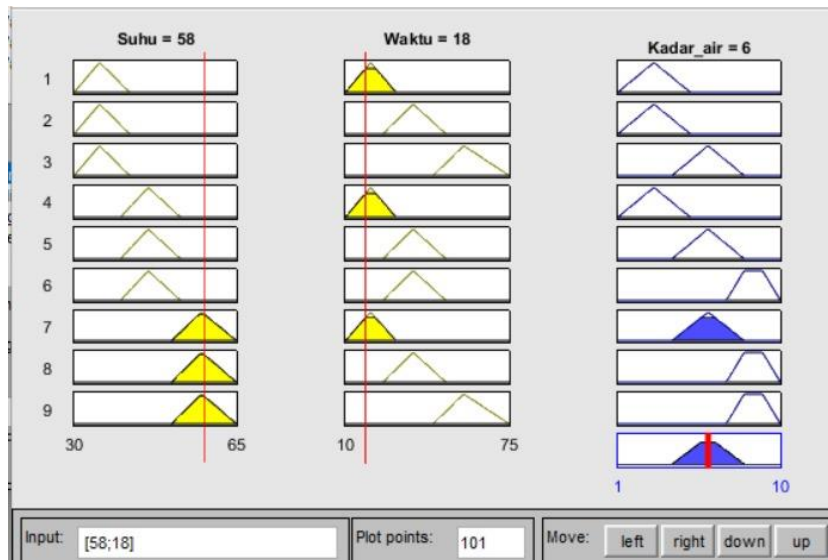 Suhu = 58
Waktu = 18
Kadar_air = 6
1
2
3
4
5
6
7
8
9
30
65
10
75
1
10
Input:
[58;18]
Plot points:
101
Move:
left
right
down
up